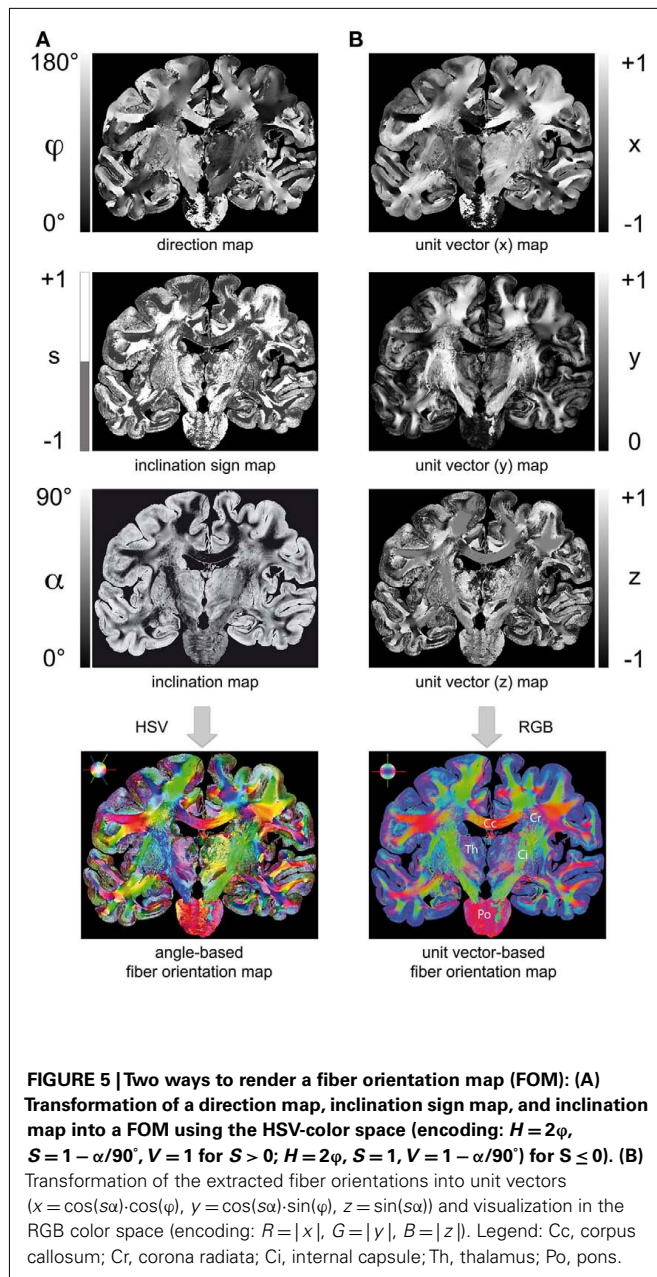 A B
180° +1
φ x
0° -1
direction map unit vector (x) map
+1 +1
s y
-1 0
inclination sign map unit vector (y) map
90° +1
α z
0° -1
inclination map unit vector (z) map
HSV RGB
Cc Cr
Th Ci
Po
angle-based unit vector-based
fiber orientation map fiber orientation map
FIGURE 5 | Two ways to render a fiber orientation map (FOM): (A)
Transformation of a direction map, inclination sign map, and inclination
map into a FOM using the HSV-color space (encoding: H = 2φ,
S = 1 − α/90°, V = 1 for S > 0; H = 2φ, S = 1, V = 1 − α/90°) for S ≤ 0). (B)
Transformation of the extracted fiber orientations into unit vectors
(x = cos(sα)·cos(φ), y = cos(sα)·sin(φ), z = sin(sα)) and visualization in the
RGB color space (encoding: R = |x|, G = |y|, B = |z|). Legend: Cc, corpus
callosum; Cr, corona radiata; Ci, internal capsule; Th, thalamus; Po, pons.